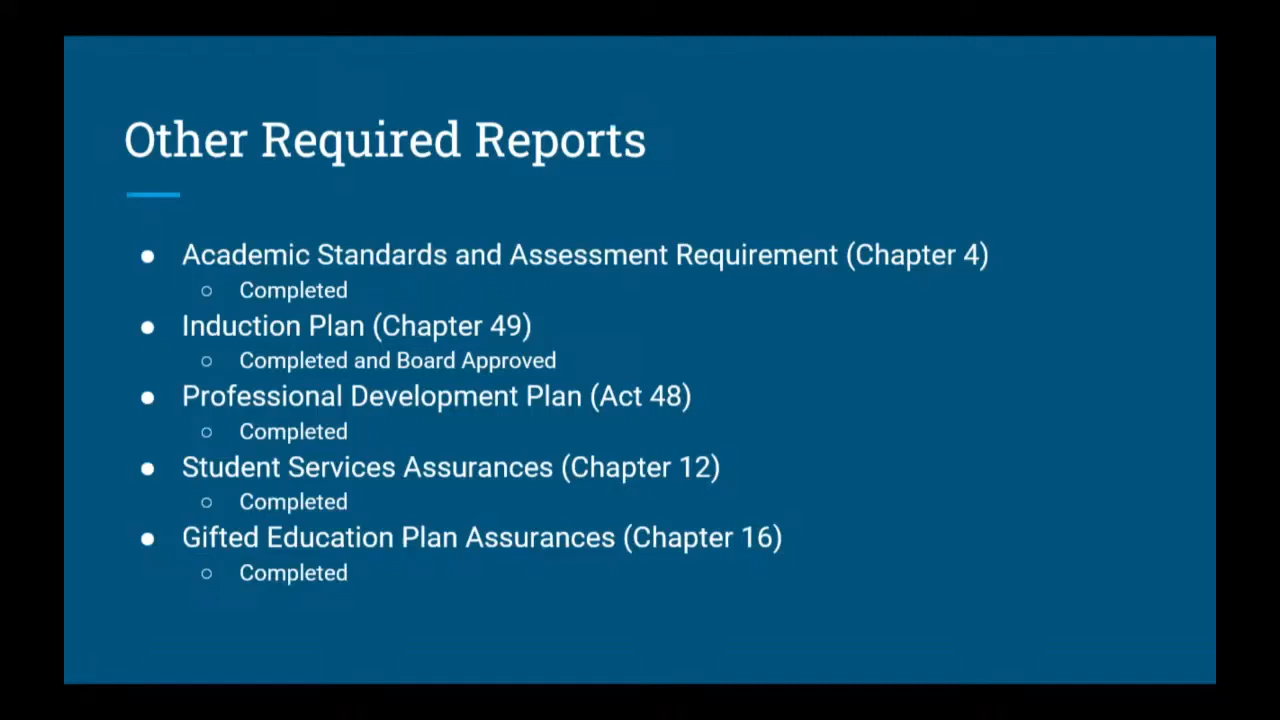 Other Required Reports
● Academic Standards and Assessment Requirement (Chapter 4)
○ Completed
● Induction Plan (Chapter 49)
○ Completed and Board Approved
● Professional Development Plan (Act 48)
○ Completed
● Student Services Assurances (Chapter 12)
○ Completed
● Gifted Education Plan Assurances (Chapter 16)
○ Completed